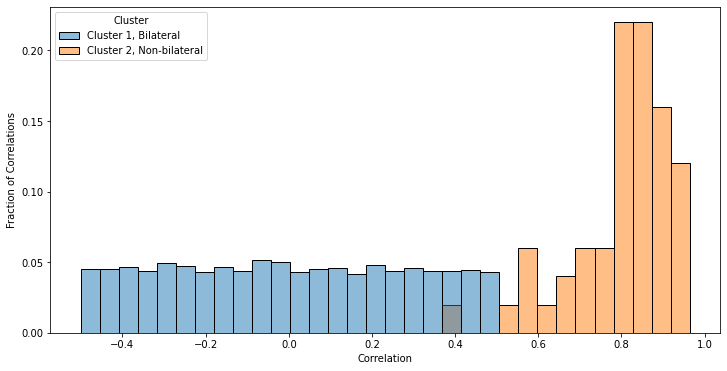 Cluster
Cluster 1, Bilateral
Cluster 2, Non-bilateral
Fraction of Correlations
0.20
0.15
0.10
0.05
0.00
−0.4 −0.2 0.0 0.2 0.4 0.6 0.8 1.0
Correlation